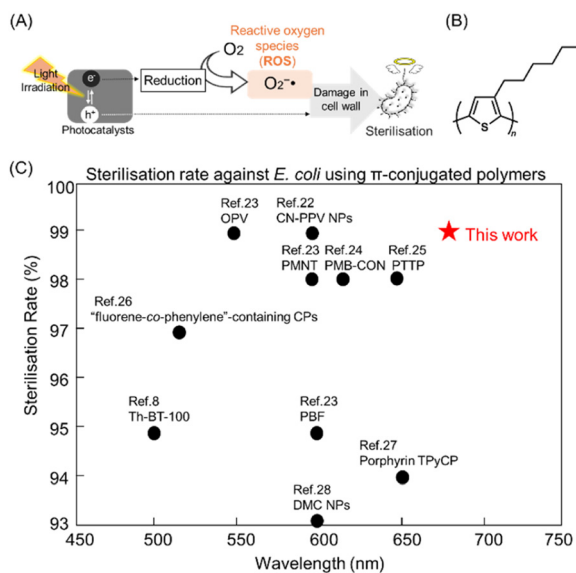 (A)
Light
Irradiation
e-
h+
Photocatalysts
Reduction
O2
Reactive oxygen
species
(ROS)
O2−•
Damage in
cell wall
Sterilisation
(B)
S
n
(C)
Sterilisation rate against E. coli using π-conjugated polymers
Sterilisation Rate (%)
100
99
98
97
96
95
94
93
Ref.23
OPV
Ref.22
CN-PPV NPs
This work
Ref.23
PMNT
Ref.24
PMB-CON
Ref.25
PTTP
Ref.26
“fluorene-co-phenylene”-containing CPs
Ref.8
Th-BT-100
Ref.23
PBF
Ref.27
Porphyrin TPyCP
Ref.28
DMC NPs
450
500
550
600
650
700
750
Wavelength (nm)